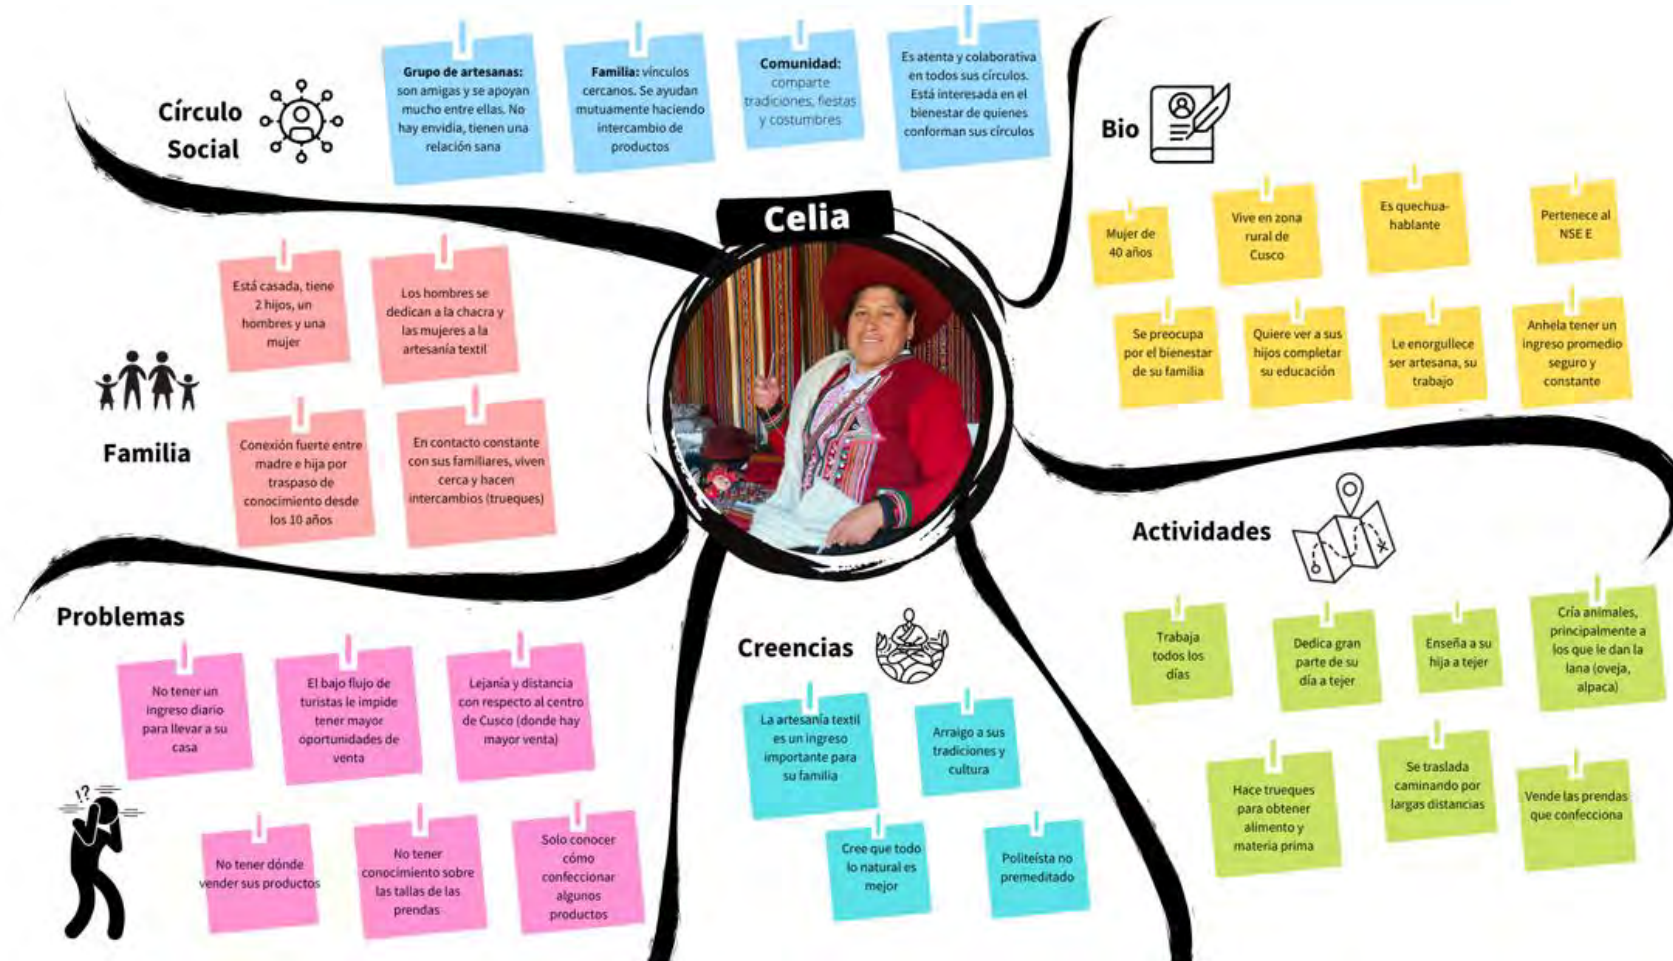 Círculo
Social
Grupo de artesanas:
son amigas y se apoyan
mucho entre ellas. No
hay envidia, tienen una
relación sana
Familia: vínculos
cercanos. Se ayudan
mutuamente haciendo
intercambio de
productos
Comunidad:
comparte
tradiciones, fiestas
y costumbres
Es atenta y colaborativa
en todos sus círculos.
Está interesada en el
bienestar de quienes
conforman sus círculos
Bio
Mujer de
40 años
Vive en zona
rural de
Cusco
Es quechua-
hablante
Pertenece al
NSE E
Se preocupa
por el bienestar
de su familia
Quiere ver a sus
hijos completar
su educación
Le enorgullece
ser artesana, su
trabajo
Anhela tener un
ingreso promedio
seguro y
constante
Celia
Familia
Está casada, tiene
2 hijos, un
hombres y una
mujer
Los hombres se
dedican a la chacra y
las mujeres a la
artesanía textil
Conexión fuerte entre
madre e hija por
traspaso de
conocimiento desde
los 10 años
En contacto constante
con sus familiares, viven
cerca y hacen
intercambios (trueques)
Actividades
Trabaja
todos los
días
Dedica gran
parte de su
día a tejer
Enseña a su
hija a tejer
Cría animales,
principalmente a
los que le dan la
lana (oveja,
alpaca)
Hace trueques
para obtener
alimento y
materia prima
Se traslada
caminando por
largas distancias
Vende las prendas
que confecciona
Problemas
No tener un
ingreso diario
para llevar a su
casa
El bajo flujo de
turistas le impide
tener mayor
oportunidades de
venta
Lejanía y distancia
con respecto al centro
de Cusco (donde hay
mayor venta)
!?
No tener dónde
vender sus productos
No tener
conocimiento sobre
las tallas de las
prendas
Solo conocer
cómo
confeccionar
algunos
productos
Creencias
La artesanía textil
es un ingreso
importante para
su familia
Arraigo a sus
tradiciones y
cultura
Cree que todo
lo natural es
mejor
Politeísta no
premeditado